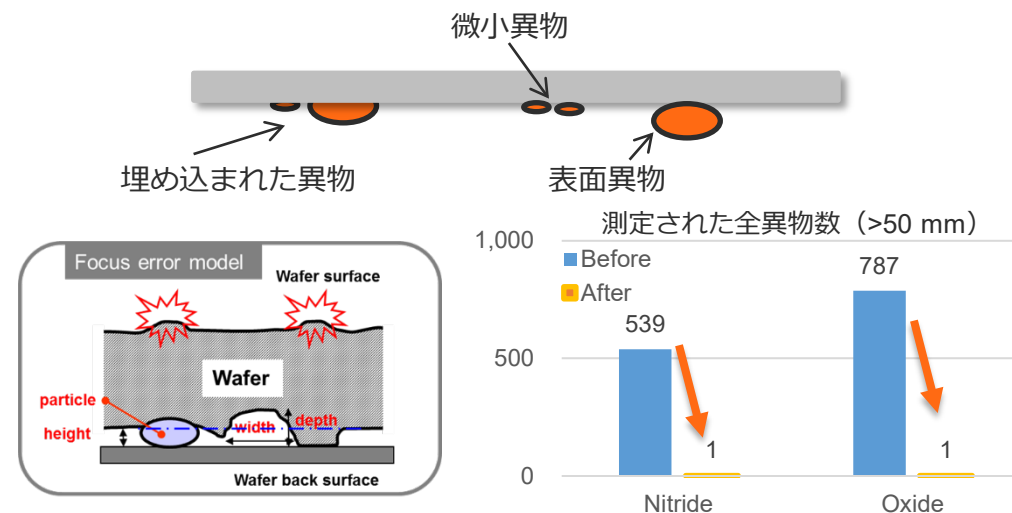 微小異物
埋め込まれた異物
表面異物
Focus error model
Wafer surface
Wafer
particle
height
width
depth
Wafer back surface
測定された全異物数（>50 mm）
1,000
500
0
Before
After
539
1
787
1
Nitride
Oxide